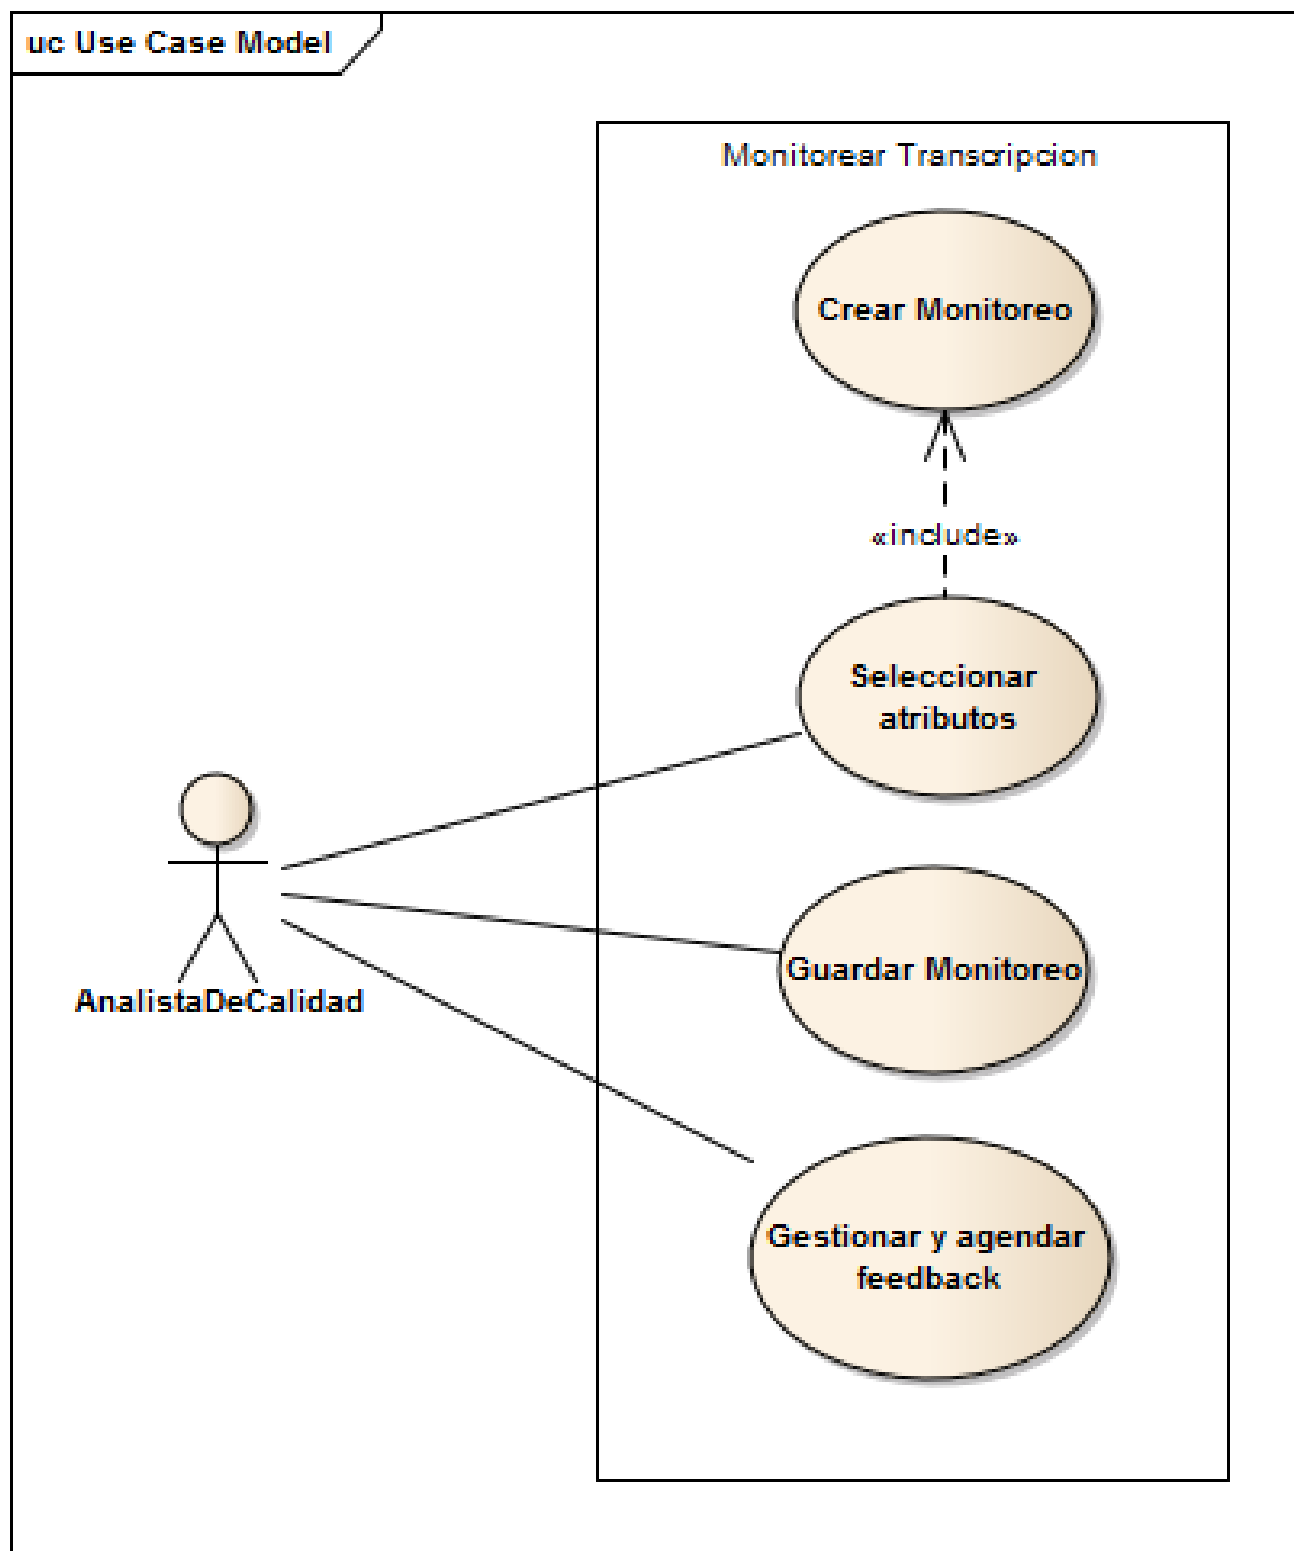 uc Use Case Model
Monitorear Transcripcion
Crear Monitoreo
«include»
Seleccionar
atributos
AnalistaDeCalidad
Guardar Monitoreo
Gestionar y agendar
feedback